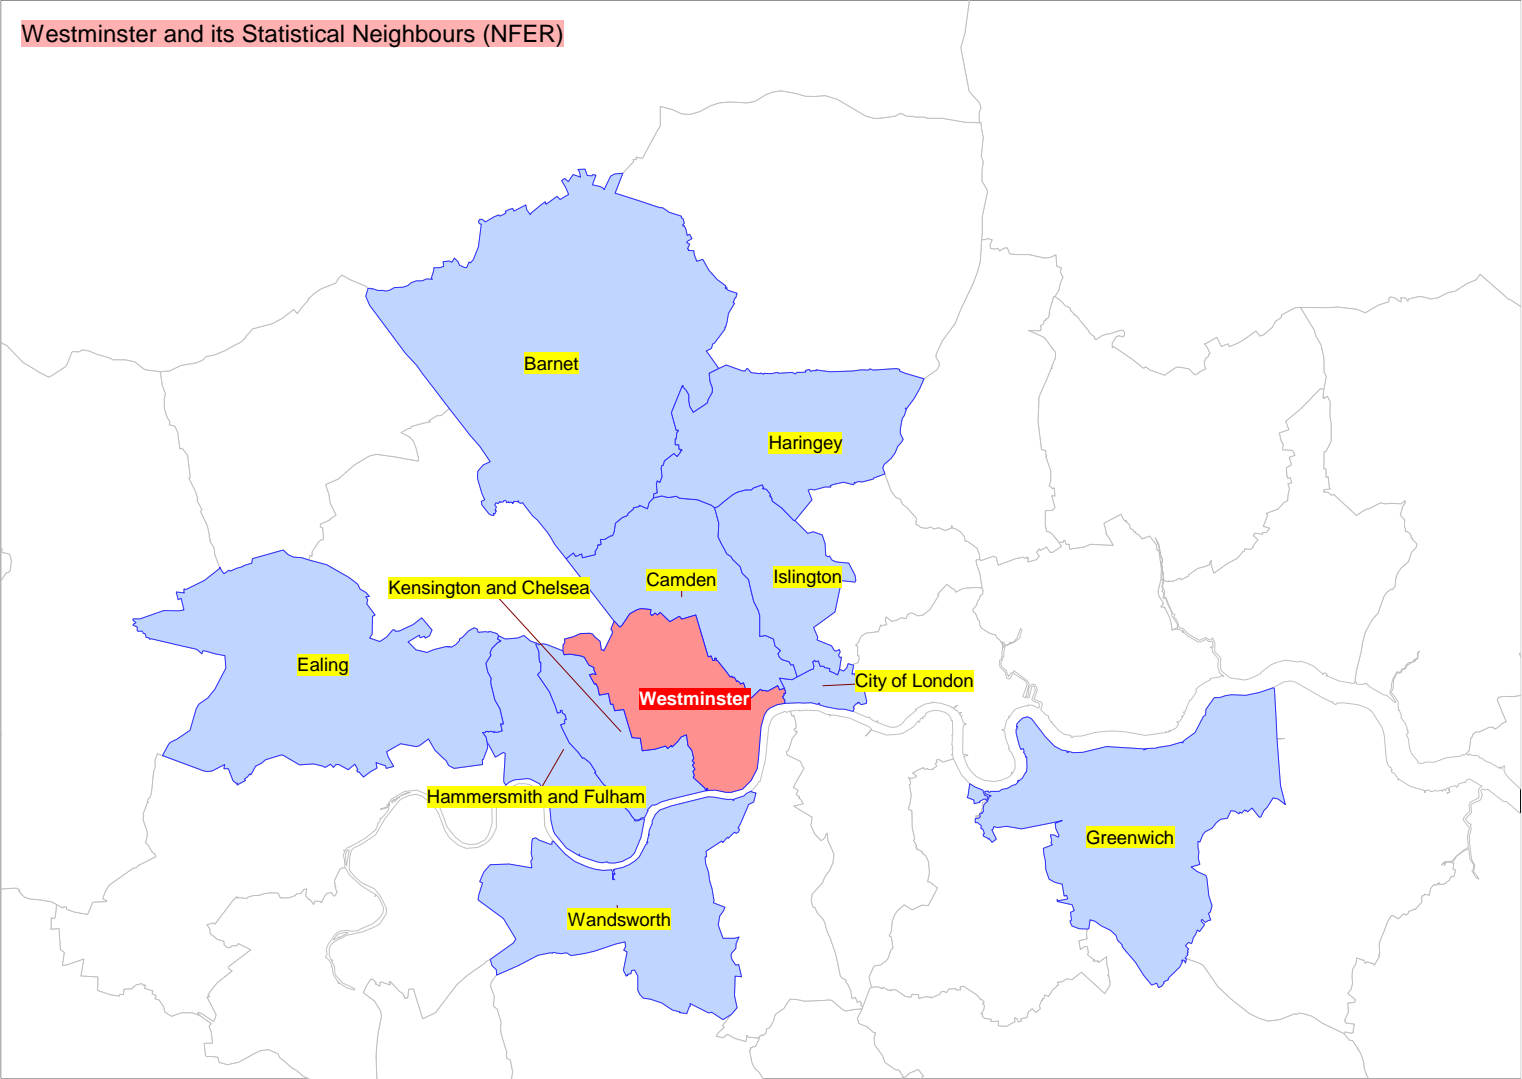 Westminster and its Statistical Neighbours (NFER)
Barnet
Haringey
Kensington and Chelsea
Camden
Islington
Ealing
City of London
Westminster
Hammersmith and Fulham
Greenwich
Wandsworth